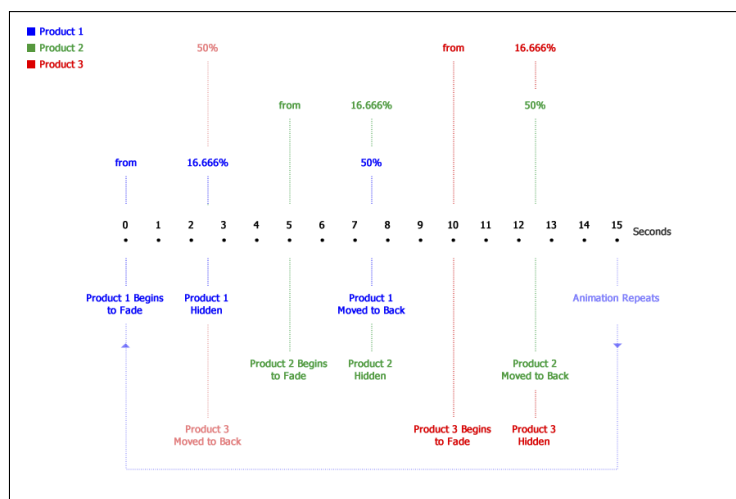 Product 1
Product 2
Product 3
50%
from
16.666%
from
16.666%
50%
from
16.666%
50%
0 1 2 3 4 5 6 7 8 9 10 11 12 13 14 15
Seconds
Product 1 Begins
to Fade
Product 1
Hidden
Product 1
Moved to Back
Animation Repeats
Product 2 Begins
to Fade
Product 2
Hidden
Product 2
Moved to Back
Product 3
Moved to Back
Product 3 Begins
to Fade
Product 3
Hidden